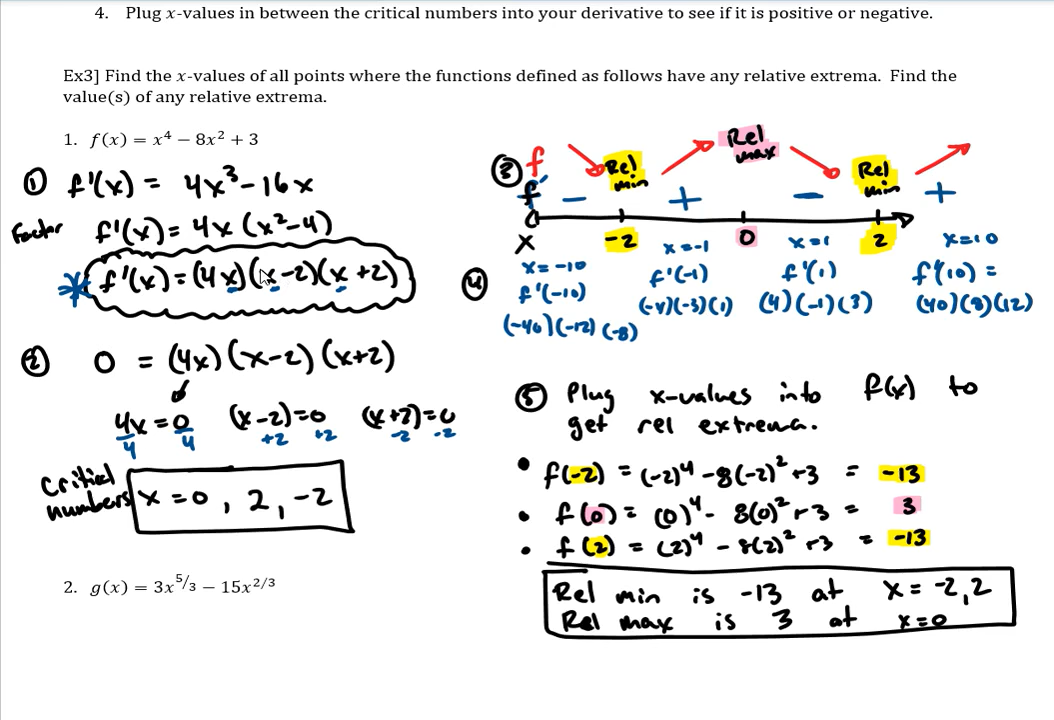 4. Plug x-values in between the critical numbers into your derivative to see if it is positive or negative.
Ex3] Find the x-values of all points where the functions defined as follows have any relative extrema. Find the
value(s) of any relative extrema.
1. f(x) = x⁴ − 8x² + 3
① f'(x) = 4x³-16x
Factor f'(x) = 4x(x²-4)
* f'(x) = (4x)(x-2)(x+2)
② 0 = (4x)(x-2)(x+2)
4x = 0 (x-2)=0 (x+2)=0
4 4 +2 +2 -2 -2
Critical numbers x = 0, 2, -2
2. g(x) = 3x^5/3 − 15x^2/3
③ f Rel min Rel max Rel min
f' − + − +
x -2 0 2
④ x=-10 x=-1 x=1 x=10
f'(-10) f'(-1) f'(1) f'(10) =
(-40)(-12)(-8) (-4)(-3)(1) (4)(-1)(3) (40)(8)(12)
⑤ Plug x-values into f(x) to
get rel extrema.
• f(-2) = (-2)⁴ -8(-2)² +3 = -13
• f(0) = (0)⁴ - 8(0)² +3 = 3
• f(2) = (2)⁴ - 8(2)² +3 = -13
Rel min is -13 at x = -2,2
Rel max is 3 at x=0